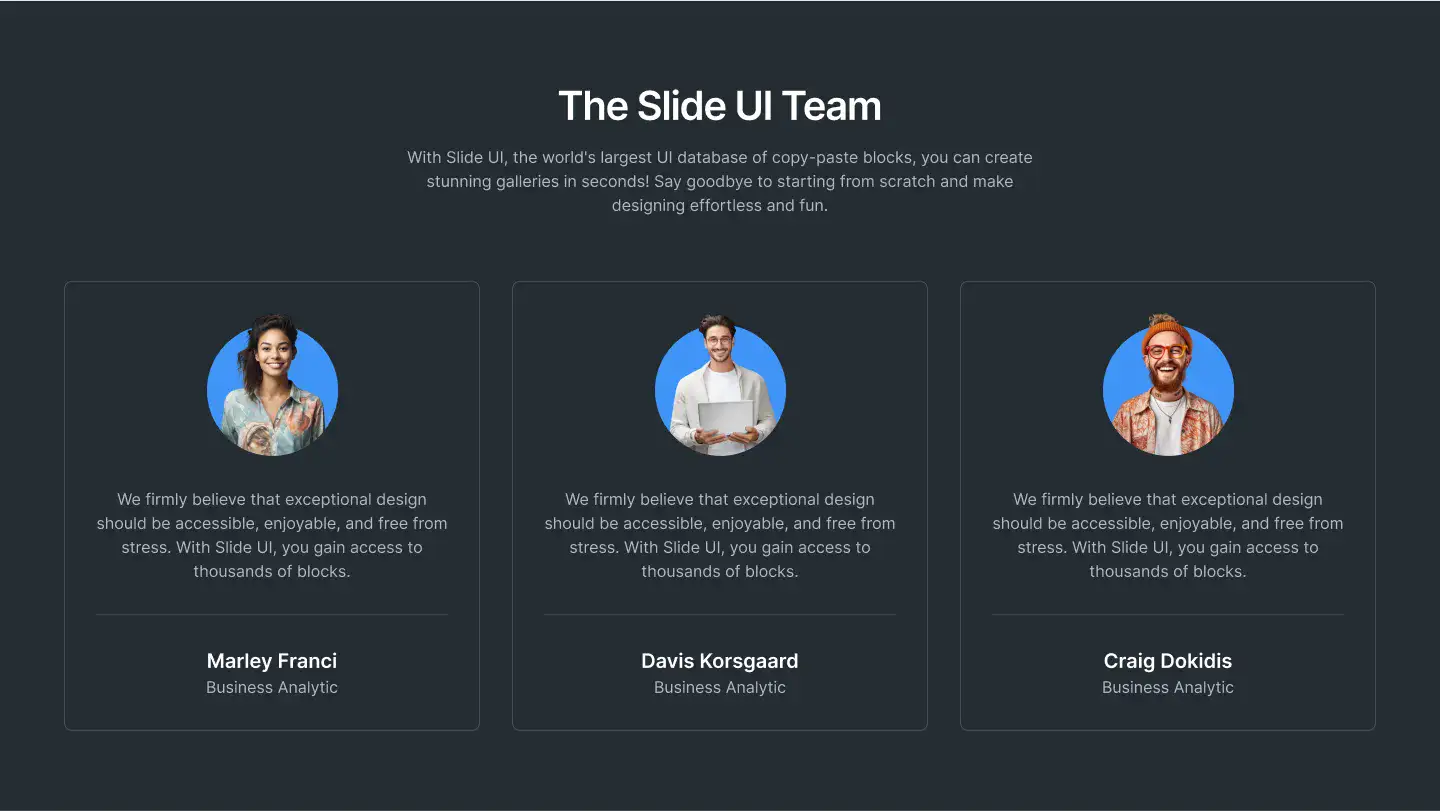 The Slide UI Team
With Slide UI, the world's largest UI database of copy-paste blocks, you can create
stunning galleries in seconds! Say goodbye to starting from scratch and make
designing effortless and fun.
We firmly believe that exceptional design
should be accessible, enjoyable, and free from
stress. With Slide UI, you gain access to
thousands of blocks.
Marley Franci
Business Analytic
We firmly believe that exceptional design
should be accessible, enjoyable, and free from
stress. With Slide UI, you gain access to
thousands of blocks.
Davis Korsgaard
Business Analytic
We firmly believe that exceptional design
should be accessible, enjoyable, and free from
stress. With Slide UI, you gain access to
thousands of blocks.
Craig Dokidis
Business Analytic